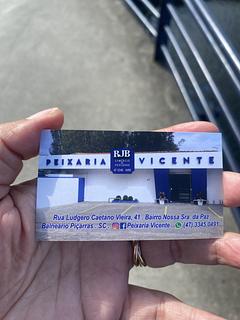 RJB
PEIXARIA VICENTE
Rua Ludgero Caetano Vieira, 41 Bairro Nossa Sra. da Paz
Balneário Piçarras . SC . Peixaria Vicente (47) 3345.0491